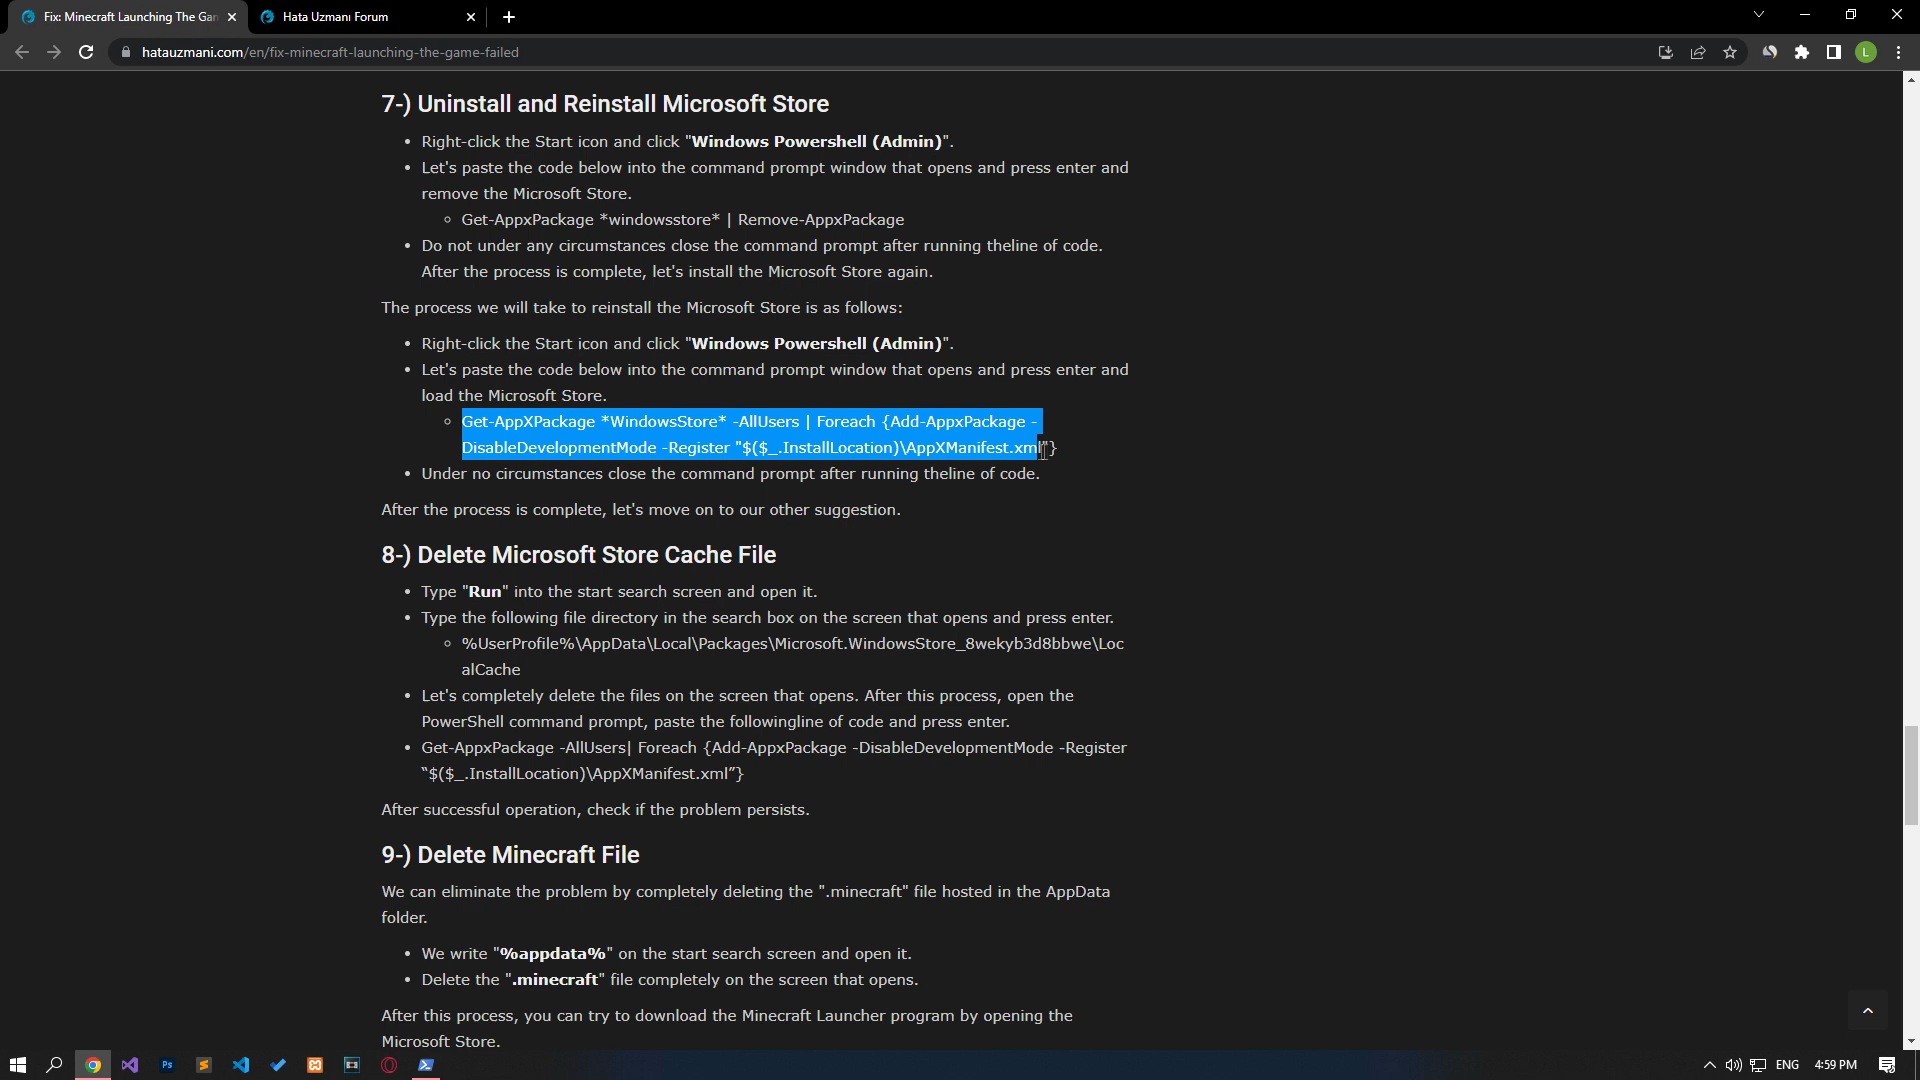 Fix: Minecraft Launching The Gam
Hata Uzmanı Forum
hatauzmani.com/en/fix-minecraft-launching-the-game-failed
L
7-) Uninstall and Reinstall Microsoft Store
• Right-click the Start icon and click "Windows Powershell (Admin)".
• Let's paste the code below into the command prompt window that opens and press enter and
remove the Microsoft Store.
◦ Get-AppxPackage *windowsstore* | Remove-AppxPackage
• Do not under any circumstances close the command prompt after running theline of code.
After the process is complete, let's install the Microsoft Store again.
The process we will take to reinstall the Microsoft Store is as follows:
• Right-click the Start icon and click "Windows Powershell (Admin)".
• Let's paste the code below into the command prompt window that opens and press enter and
load the Microsoft Store.
◦ Get-AppXPackage *WindowsStore* -AllUsers | Foreach {Add-AppxPackage -
DisableDevelopmentMode -Register "$($_.InstallLocation)\AppXManifest.xml"}
• Under no circumstances close the command prompt after running theline of code.
After the process is complete, let's move on to our other suggestion.
8-) Delete Microsoft Store Cache File
• Type "Run" into the start search screen and open it.
• Type the following file directory in the search box on the screen that opens and press enter.
◦ %UserProfile%\AppData\Local\Packages\Microsoft.WindowsStore_8wekyb3d8bbwe\Loc
alCache
• Let's completely delete the files on the screen that opens. After this process, open the
PowerShell command prompt, paste the followingline of code and press enter.
• Get-AppxPackage -AllUsers| Foreach {Add-AppxPackage -DisableDevelopmentMode -Register
“$($_.InstallLocation)\AppXManifest.xml”}
After successful operation, check if the problem persists.
9-) Delete Minecraft File
We can eliminate the problem by completely deleting the ".minecraft" file hosted in the AppData
folder.
• We write "%appdata%" on the start search screen and open it.
• Delete the ".minecraft" file completely on the screen that opens.
After this process, you can try to download the Minecraft Launcher program by opening the
Microsoft Store.
Ps
ENG
4:59 PM